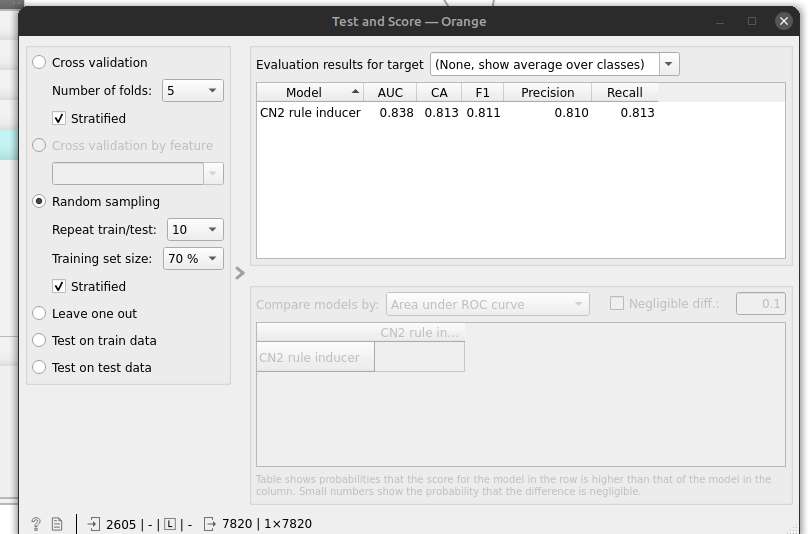 Test and Score — Orange
Cross validation
Number of folds: 5
Stratified
Cross validation by feature
Random sampling
Repeat train/test: 10
Training set size: 70 %
Stratified
Leave one out
Test on train data
Test on test data
Evaluation results for target (None, show average over classes)
Model AUC CA F1 Precision Recall
CN2 rule inducer 0.838 0.813 0.811 0.810 0.813
Compare models by: Area under ROC curve Negligible diff.: 0.1
CN2 rule in...
CN2 rule inducer
Table shows probabilities that the score for the model in the row is higher than that of the model in the
column. Small numbers show the probability that the difference is negligible.
? 2605 | - | L | - 7820 | 1×7820